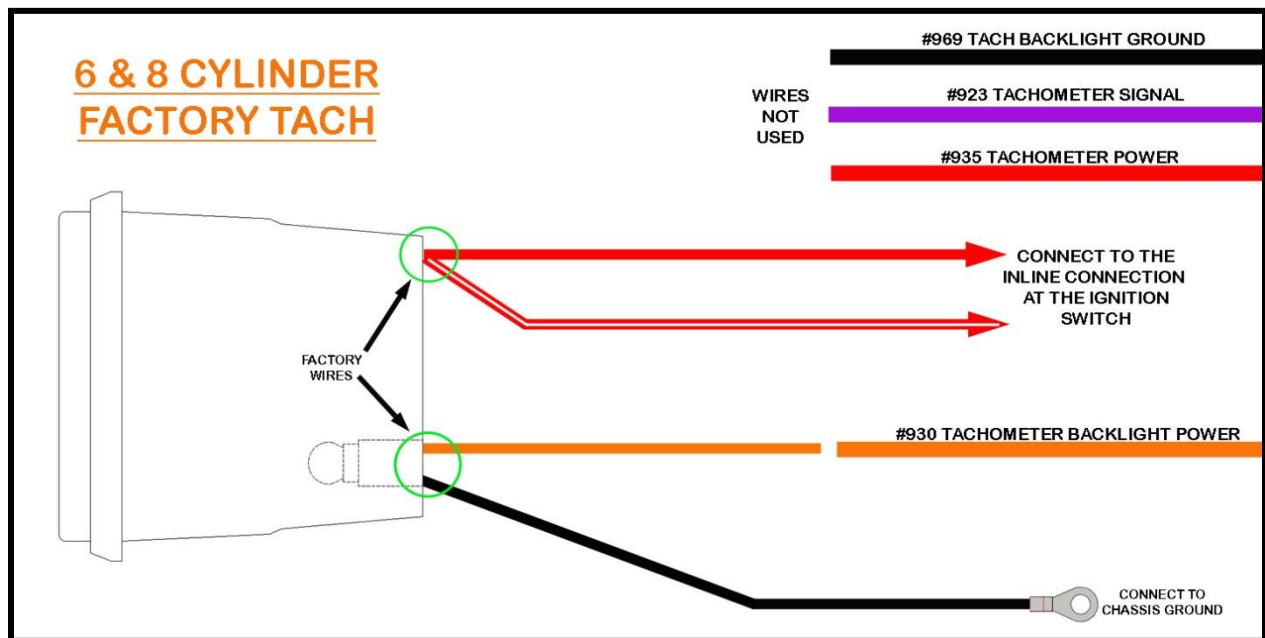 6 & 8 CYLINDER
FACTORY TACH
WIRES
NOT
USED
#969 TACH BACKLIGHT GROUND
#923 TACHOMETER SIGNAL
#935 TACHOMETER POWER
CONNECT TO THE
INLINE CONNECTION
AT THE IGNITION
SWITCH
FACTORY
WIRES
#930 TACHOMETER BACKLIGHT POWER
CONNECT TO
CHASSIS GROUND